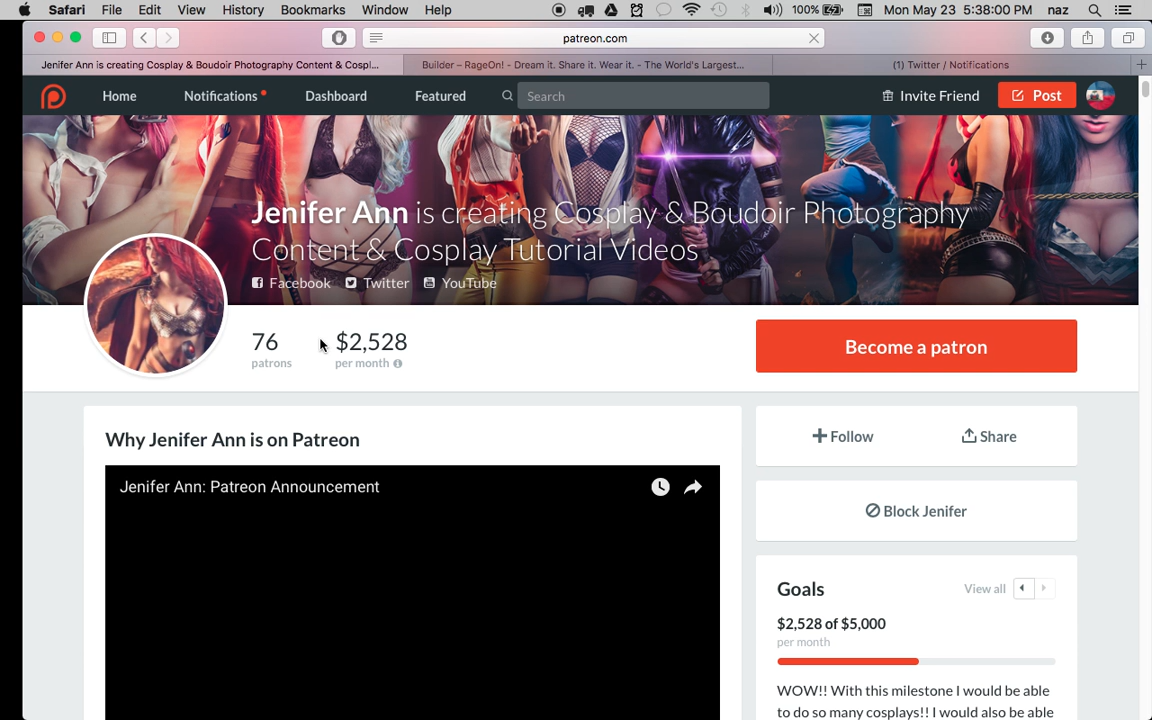 Safari File Edit View History Bookmarks Window Help 100% Mon May 23 5:38:00 PM naz
patreon.com
Jenifer Ann is creating Cosplay & Boudoir Photography Content & Cospl... Builder – RageOn! - Dream it. Share it. Wear it. - The World's Largest... (1) Twitter / Notifications
Home Notifications Dashboard Featured Search Invite Friend Post
Jenifer Ann is creating Cosplay & Boudoir Photography
Content & Cosplay Tutorial Videos
Facebook Twitter YouTube
76 $2,528
patrons per month
Become a patron
Why Jenifer Ann is on Patreon
Follow Share
Jenifer Ann: Patreon Announcement
Block Jenifer
Goals View all
$2,528 of $5,000
per month
WOW!! With this milestone I would be able
to do so many cosplays!! I would also be able